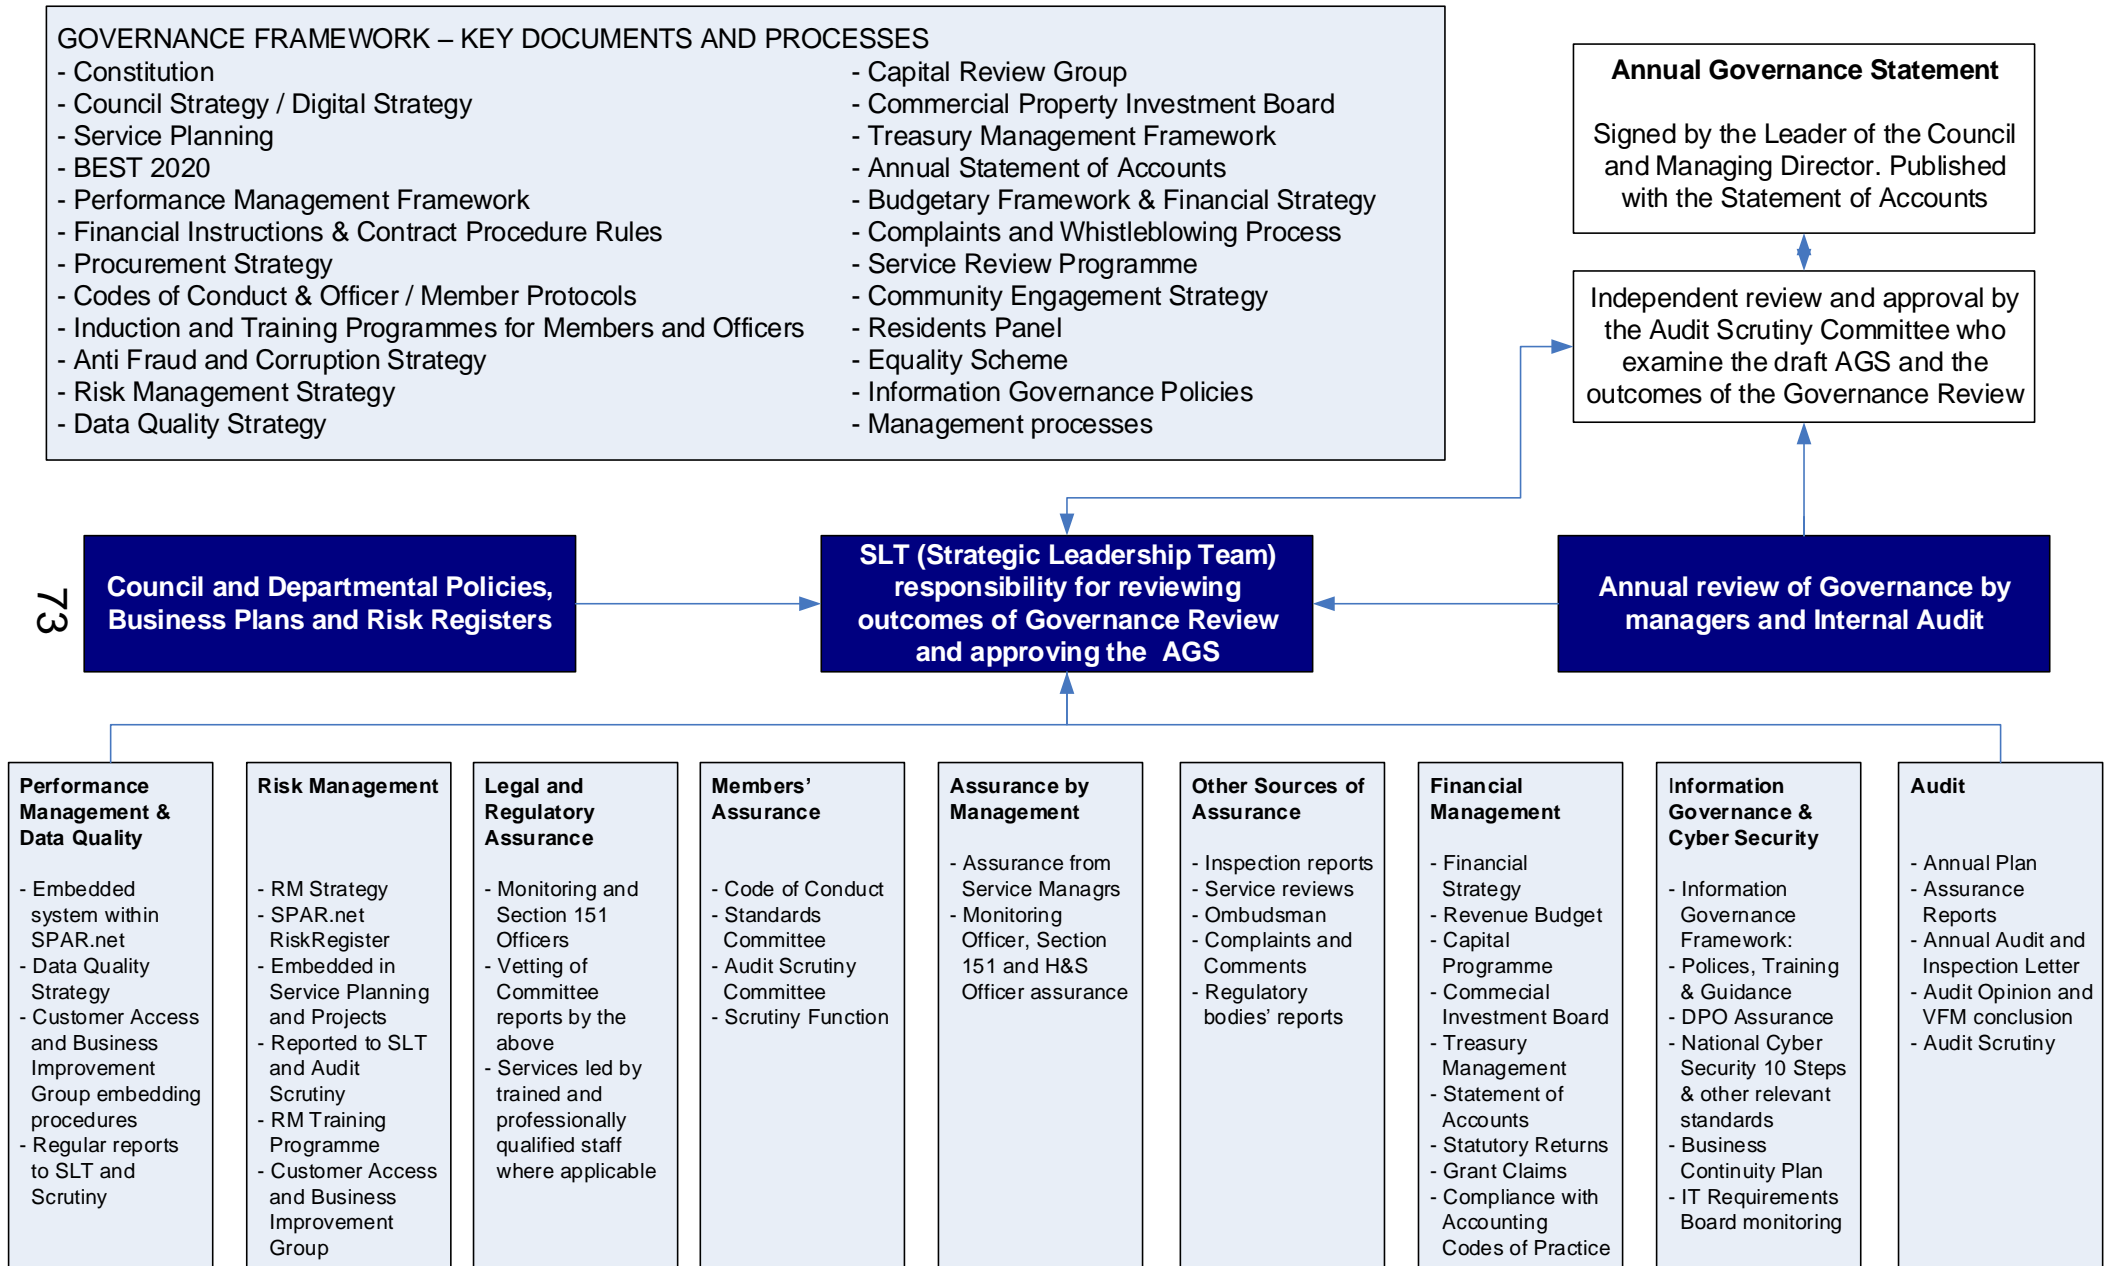 GOVERNANCE FRAMEWORK – KEY DOCUMENTS AND PROCESSES
- Constitution
- Council Strategy / Digital Strategy
- Service Planning
- BEST 2020
- Performance Management Framework
- Financial Instructions & Contract Procedure Rules
- Procurement Strategy
- Codes of Conduct & Officer / Member Protocols
- Induction and Training Programmes for Members and Officers
- Anti Fraud and Corruption Strategy
- Risk Management Strategy
- Data Quality Strategy
- Capital Review Group
- Commercial Property Investment Board
- Treasury Management Framework
- Annual Statement of Accounts
- Budgetary Framework & Financial Strategy
- Complaints and Whistleblowing Process
- Service Review Programme
- Community Engagement Strategy
- Residents Panel
- Equality Scheme
- Information Governance Policies
- Management processes
Annual Governance Statement
Signed by the Leader of the Council
and Managing Director. Published
with the Statement of Accounts
Independent review and approval by
the Audit Scrutiny Committee who
examine the draft AGS and the
outcomes of the Governance Review
73
Council and Departmental Policies,
Business Plans and Risk Registers
SLT (Strategic Leadership Team)
responsibility for reviewing
outcomes of Governance Review
and approving the AGS
Annual review of Governance by
managers and Internal Audit
Performance
Management &
Data Quality
- Embedded
system within
SPAR.net
- Data Quality
Strategy
- Customer Access
and Business
Improvement
Group embedding
procedures
- Regular reports
to SLT and
Scrutiny
Risk Management
- RM Strategy
- SPAR.net
RiskRegister
- Embedded in
Service Planning
and Projects
- Reported to SLT
and Audit
Scrutiny
- RM Training
Programme
- Customer Access
and Business
Improvement
Group
Legal and
Regulatory
Assurance
- Monitoring and
Section 151
Officers
- Vetting of
Committee
reports by the
above
- Services led by
trained and
professionally
qualified staff
where applicable
Members’
Assurance
- Code of Conduct
- Standards
Committee
- Audit Scrutiny
Committee
- Scrutiny Function
Assurance by
Management
- Assurance from
Service Managrs
- Monitoring
Officer, Section
151 and H&S
Officer assurance
Other Sources of
Assurance
- Inspection reports
- Service reviews
- Ombudsman
- Complaints and
Comments
- Regulatory
bodies’ reports
Financial
Management
- Financial
Strategy
- Revenue Budget
- Capital
Programme
- Commecial
Investment Board
- Treasury
Management
- Statement of
Accounts
- Statutory Returns
- Grant Claims
- Compliance with
Accounting
Codes of Practice
Information
Governance &
Cyber Security
- Information
Governance
Framework:
- Polices, Training
& Guidance
- DPO Assurance
- National Cyber
Security 10 Steps
& other relevant
standards
- Business
Continuity Plan
- IT Requirements
Board monitoring
Audit
- Annual Plan
- Assurance
Reports
- Annual Audit and
Inspection Letter
- Audit Opinion and
VFM conclusion
- Audit Scrutiny